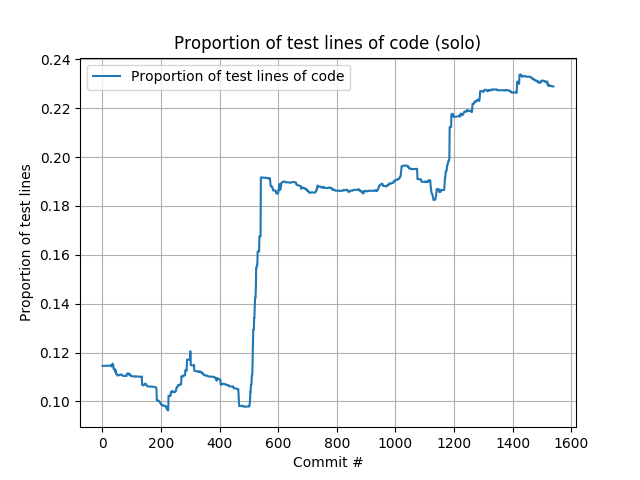 Proportion of test lines of code (solo)
Proportion of test lines of code
Proportion of test lines
0.24
0.22
0.20
0.18
0.16
0.14
0.12
0.10
0 200 400 600 800 1000 1200 1400 1600
Commit #